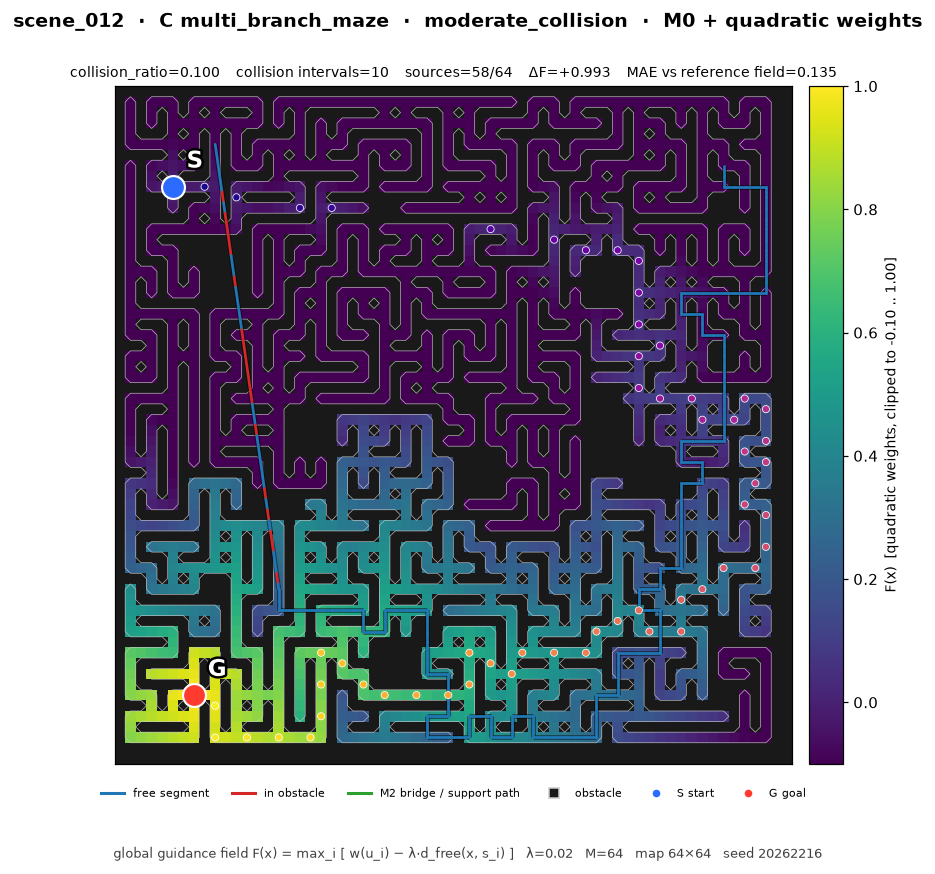 scene_012 · C multi_branch_maze · moderate_collision · M0 + quadratic weights
collision_ratio=0.100 collision intervals=10 sources=58/64 ΔF=+0.993 MAE vs reference field=0.135
S
G
1.0
0.8
0.6
0.4
0.2
0.0
F(x) [quadratic weights, clipped to -0.10 .. 1.00]
free segment
in obstacle
M2 bridge / support path
obstacle
S start
G goal
global guidance field F(x) = max_i [ w(u_i) − λ·d_free(x, s_i) ] λ=0.02 M=64 map 64×64 seed 20262216